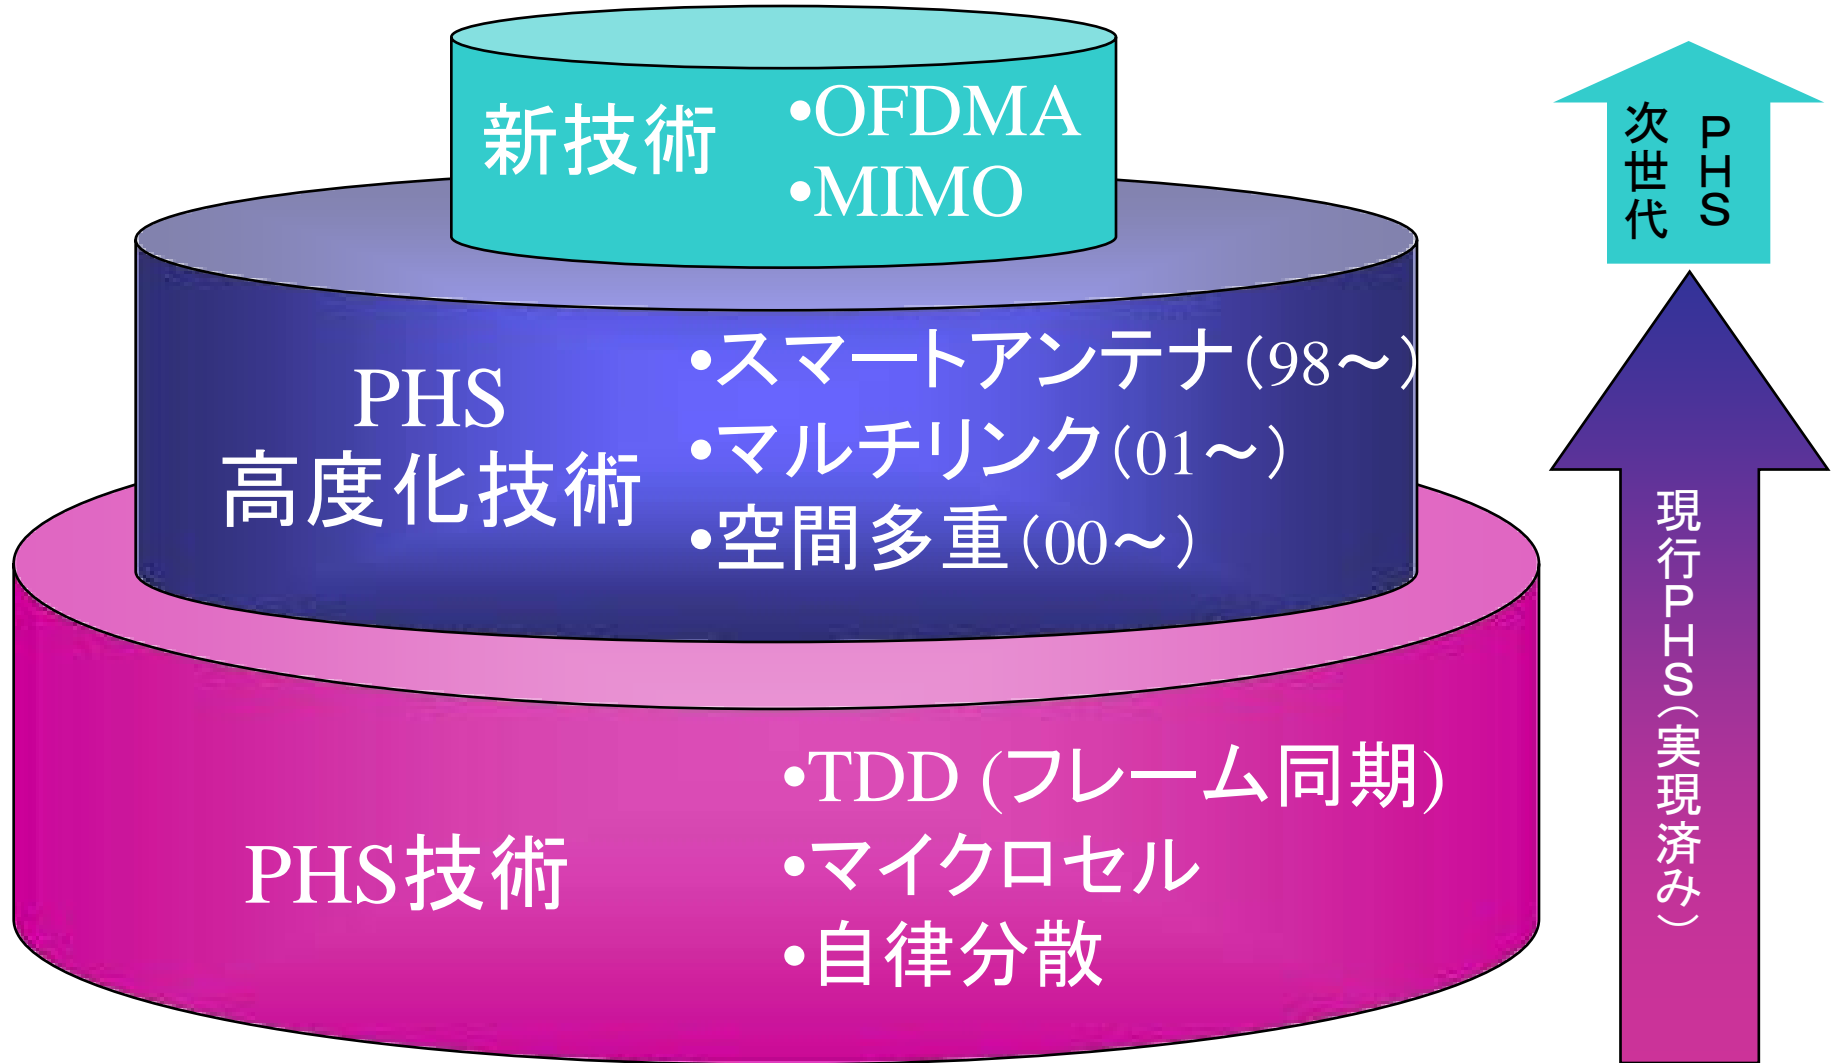 新技術
•OFDMA
•MIMO
PHS
高度化技術
•スマートアンテナ(98～)
•マルチリンク(01～)
•空間多重(00～)
PHS技術
•TDD (フレーム同期)
•マイクロセル
•自律分散
次世代
PHS
現行PHS(実現済み)